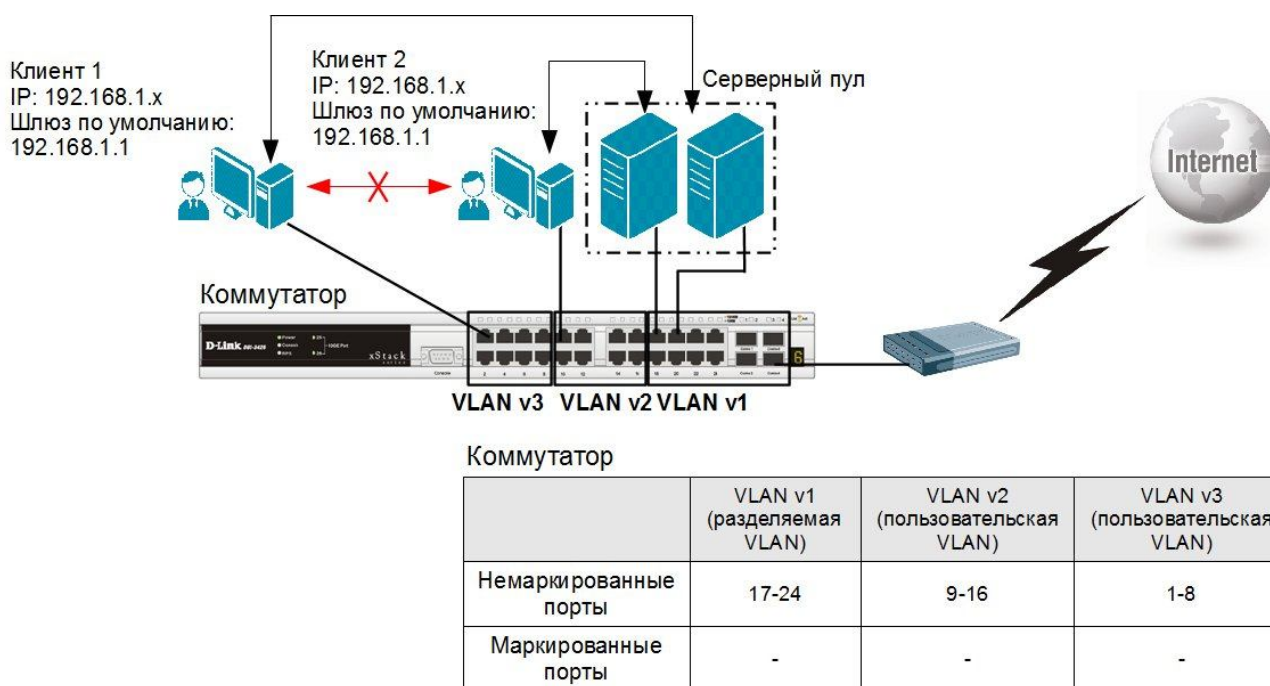 Клиент 1
IP: 192.168.1.x
Шлюз по умолчанию:
192.168.1.1
Клиент 2
IP: 192.168.1.x
Шлюз по умолчанию:
192.168.1.1
Серверный пул
Internet
Коммутатор
D-Link
xStack
Console
6
VLAN v3 VLAN v2 VLAN v1
Коммутатор
VLAN v1
(разделяемая
VLAN)
VLAN v2
(пользовательская
VLAN)
VLAN v3
(пользовательская
VLAN)
Немаркированные
порты
17-24
9-16
1-8
Маркированные
порты
-
-
-